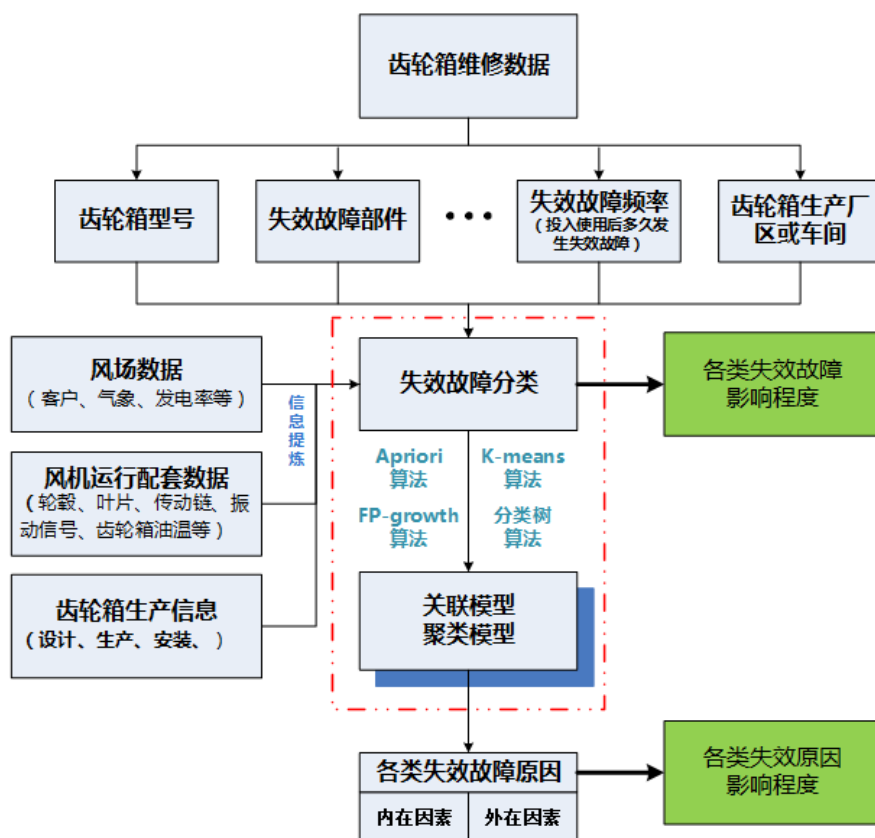 齿轮箱维修数据
齿轮箱型号
失效故障部件
•••
失效故障频率
（投入使用后多久发
生失效故障）
齿轮箱生产厂
区或车间
风场数据
（客户、气象、发电率等）
信息提炼
失效故障分类
各类失效故障
影响程度
风机运行配套数据
（轮毂、叶片、传动链、振
动信号、齿轮箱油温等）
Apriori
算法
K-means
算法
FP-growth
算法
分类树
算法
齿轮箱生产信息
（设计、生产、安装、）
关联模型
聚类模型
各类失效故障原因
内在因素
外在因素
各类失效原因
影响程度